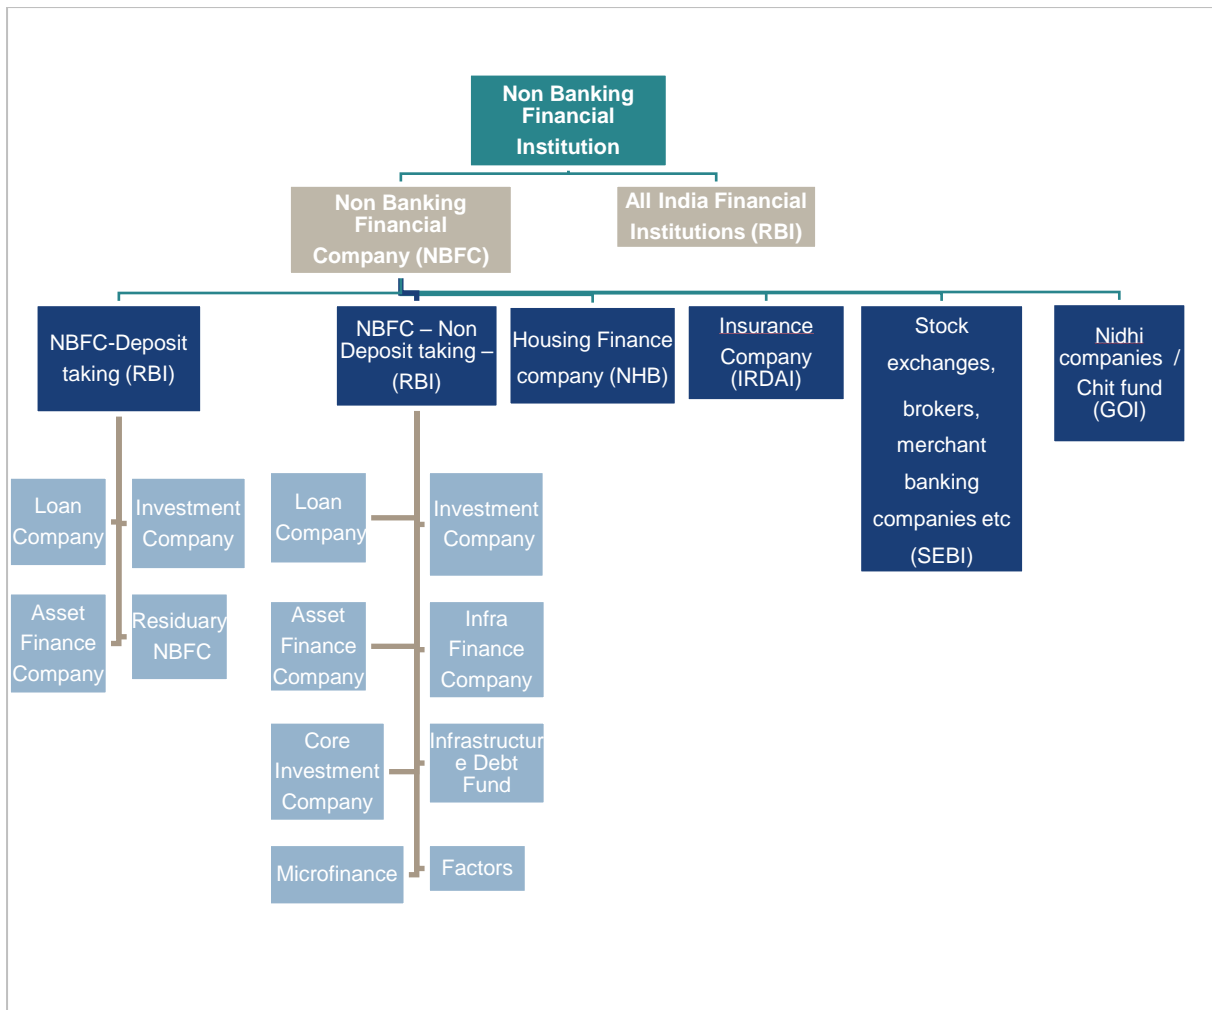 Non Banking
Financial
Institution
Non Banking
Financial
Company (NBFC)
All India Financial
Institutions (RBI)
NBFC-Deposit
taking (RBI)
NBFC – Non
Deposit taking –
(RBI)
Housing Finance
company (NHB)
Insurance
Company
(IRDAI)
Stock
exchanges,
brokers,
merchant
banking
companies etc
(SEBI)
Nidhi
companies /
Chit fund
(GOI)
Loan
Company
Investment
Company
Asset
Finance
Company
Residuary
NBFC
Loan
Company
Investment
Company
Asset
Finance
Company
Infra
Finance
Company
Core
Investment
Company
Infrastructur
e Debt
Fund
Microfinance
Factors